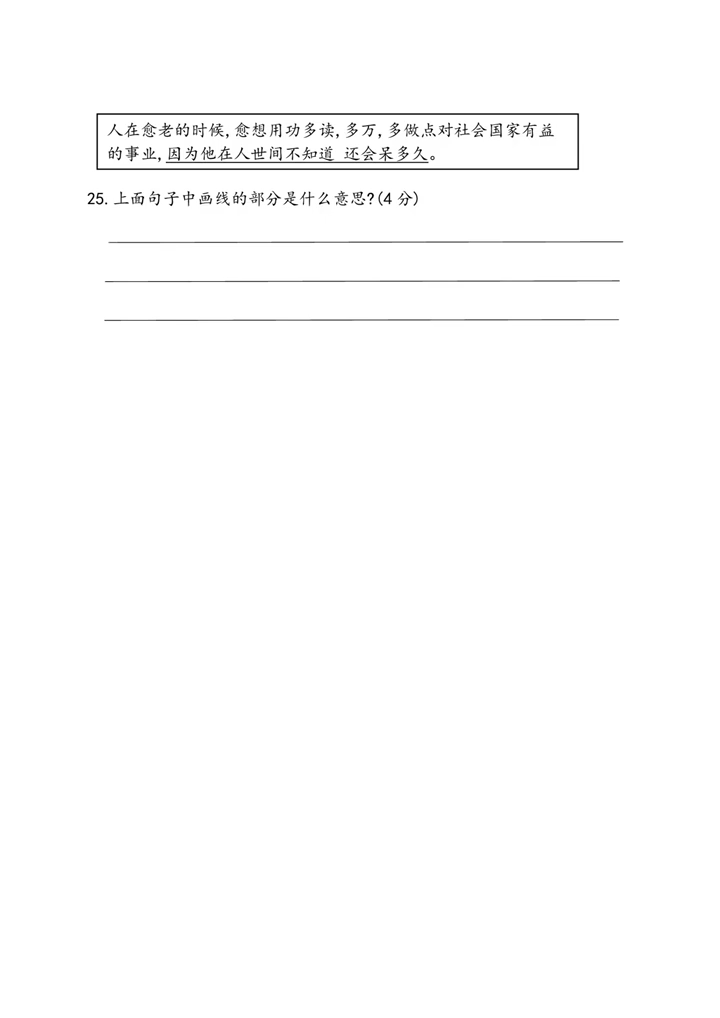 人在愈老的时候,愈想用功多读,多万,多做点对社会国家有益
的事业,因为他在人世间不知道 还会呆多久。
25.上面句子中画线的部分是什么意思?(4 分)